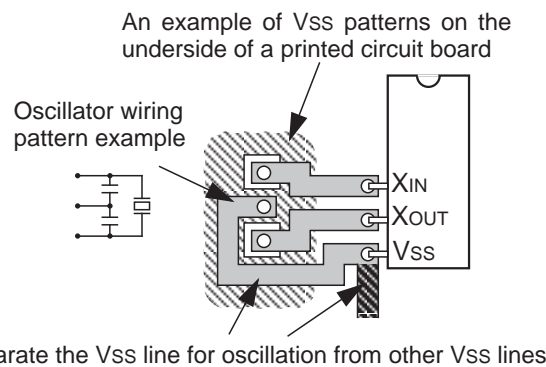 An example of VSS patterns on the
underside of a printed circuit board
Oscillator wiring
pattern example
XIN
XOUT
VSS
arate the VSS line for oscillation from other VSS lines